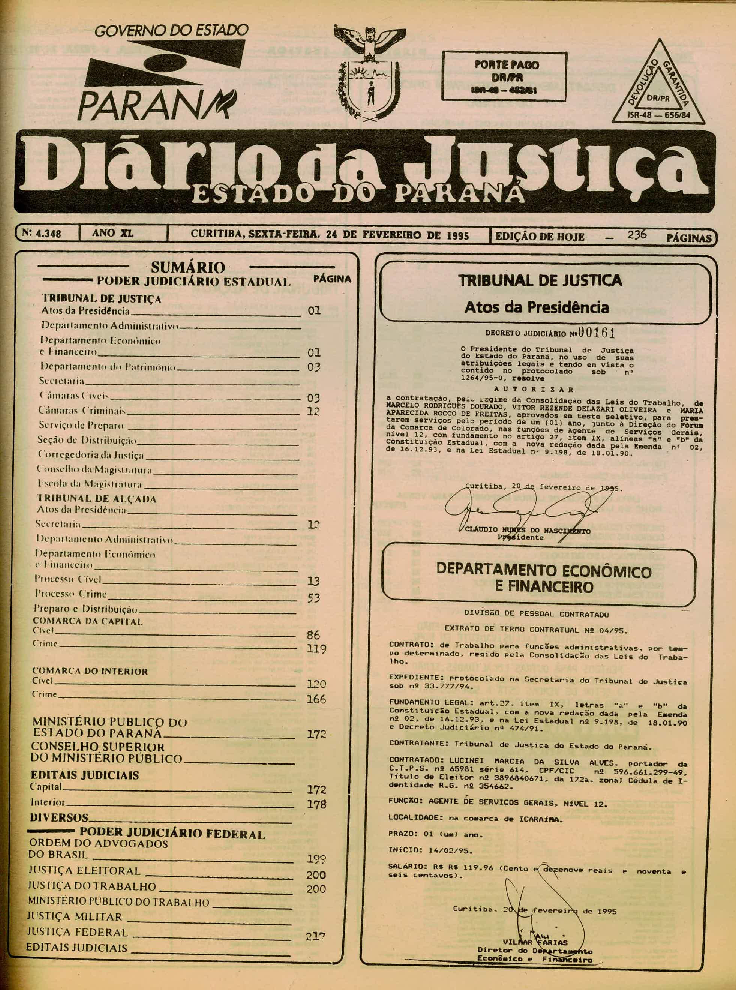 GOVERNO DO ESTADO
PARANÁ
PORTE PAGO
DR/PR
ISR-48 - 452/81
DEVOLUÇÃO
GARANTIDA
DR/PR
ISR-48 — 656/84
Diário da Justiça
ESTADO DO PARANÁ
Nº 4.348 ANO XL CURITIBA, SEXTA-FEIRA, 24 DE FEVEREIRO DE 1995 EDIÇÃO DE HOJE — 236 PÁGINAS
SUMÁRIO
PODER JUDICIÁRIO ESTADUAL PÁGINA
TRIBUNAL DE JUSTIÇA
Atos da Presidência 01
Departamento Administrativo
Departamento Econômico
e Financeiro 01
Departamento do Patrimônio 03
Secretaria
Câmaras Cíveis 03
Câmaras Criminais 12
Serviço de Preparo
Seção de Distribuição
Corregedoria da Justiça
Conselho da Magistratura
Escola da Magistratura
TRIBUNAL DE ALÇADA
Atos da Presidência
Secretaria 12
Departamento Administrativo
Departamento Econômico
e Financeiro
Processo Cível 13
Processo Crime 53
Preparo e Distribuição
COMARCA DA CAPITAL
Cível 86
Crime 119
COMARCA DO INTERIOR
Cível 120
Crime 166
MINISTÉRIO PUBLICO DO
ESTADO DO PARANÁ 172
CONSELHO SUPERIOR
DO MINISTÉRIO PÚBLICO
EDITAIS JUDICIAIS
Capital 172
Interior 178
DIVERSOS
PODER JUDICIÁRIO FEDERAL
ORDEM DO ADVOGADOS
DO BRASIL 199
JUSTIÇA ELEITORAL 200
JUSTIÇA DO TRABALHO 200
MINISTÉRIO PÚBLICO DO TRABALHO
JUSTIÇA MILITAR
JUSTIÇA FEDERAL 217
EDITAIS JUDICIAIS
TRIBUNAL DE JUSTIÇA
Atos da Presidência
DECRETO JUDICIÁRIO Nº 00161
O Presidente do Tribunal de Justiça
do Estado do Paraná, no uso de suas
atribuições legais e tendo em vista o
contido no protocolado sob nº
1264/95-0, resolve
A U T O R I Z A R
a contratação, pelo regime da Consolidação das Leis do Trabalho, de
MARCELO RODRIGUES DOURADO, VITOR REZENDE DELAZARI OLIVEIRA e MARIA
APARECIDA ROCCO DE FREITAS, aprovados em teste seletivo, para pres-
tarem serviços pelo período de um (01) ano, junto à Direção do Fórum
da Comarca de Colorado, nas funções de Agente de Serviços Gerais,
nível 12, com fundamento no artigo 27, item IX, alíneas "a" e "b" da
Constituição Estadual, com a nova redação dada pela Emenda nº 02,
de 16.12.93, e na Lei Estadual nº 9.198, de 18.01.90.
Curitiba, 20 de fevereiro de 1995.
CLÁUDIO NUNES DO NASCIMENTO
Presidente
DEPARTAMENTO ECONÔMICO
E FINANCEIRO
DIVISÃO DE PESSOAL CONTRATADO
EXTRATO DE TERMO CONTRATUAL Nº 04/95.
CONTRATO: de Trabalho para funções administrativas, por tem-
po determinado, regido pela Consolidação das Leis do Traba-
lho.
EXPEDIENTE: Protocolado na Secretaria do Tribunal de Justiça
sob nº 33.777/94.
FUNDAMENTO LEGAL: art.27, item IX, letras "a" e "b" da
Constituição Estadual, com a nova redação dada pela Emenda
nº 02, de 16.12.93, e na Lei Estadual nº 9.198, de 18.01.90
e Decreto Judiciário nº 474/91.
CONTRATANTE: Tribunal de Justiça do Estado do Paraná.
CONTRATADO: LUCINEI MARCIA DA SILVA ALVES, portador da
C.T.P.S. nº 65981 série 614, CPF/CIC nº 596.661.299-49,
Título de Eleitor nº 3896840671, da 172a. zona; Cédula de I-
dentidade R.G. nº 354662.
FUNÇÃO: AGENTE DE SERVICOS GERAIS, NIVEL 12.
LOCALIDADE: na comarca de ICARAÍMA.
PRAZO: 01 (um) ano.
INICIO: 14/02/95.
SALÁRIO: R$ R$ 119.96 (Cento e dezenove reais e noventa e
seis centavos).
Curitiba, 20 de fevereiro de 1995
VILMAR FARIAS
Diretor do Departamento
Econômico e Financeiro